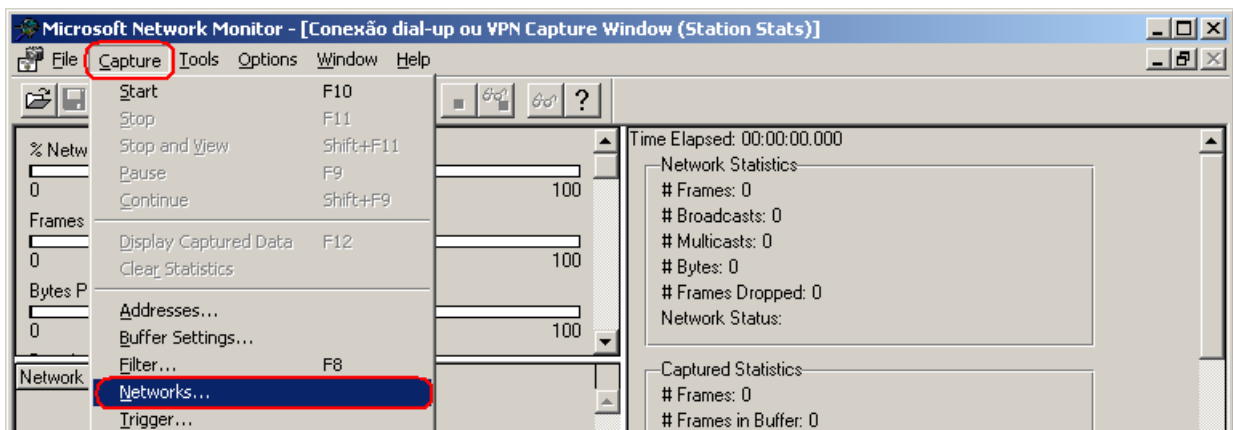 Microsoft Network Monitor - [Conexão dial-up ou VPN Capture Window (Station Stats)]
File Capture Tools Options Window Help
Start F10
Stop F11
Stop and View Shift+F11
Pause F9
Continue Shift+F9
Display Captured Data F12
Clear Statistics
Addresses...
Buffer Settings...
Filter... F8
Networks...
Trigger...
% Netw
0 100
Frames
0 100
Bytes P
0 100
Network
Time Elapsed: 00:00:00.000
Network Statistics
# Frames: 0
# Broadcasts: 0
# Multicasts: 0
# Bytes: 0
# Frames Dropped: 0
Network Status:
Captured Statistics
# Frames: 0
# Frames in Buffer: 0